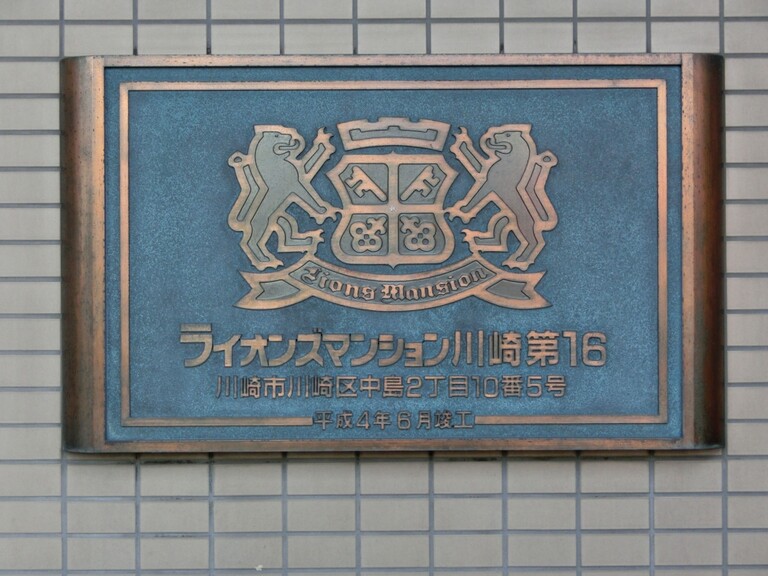 Lions Mansion
ライオンズマンション川崎第16
川崎市川崎区中島2丁目10番5号
平成4年6月竣工